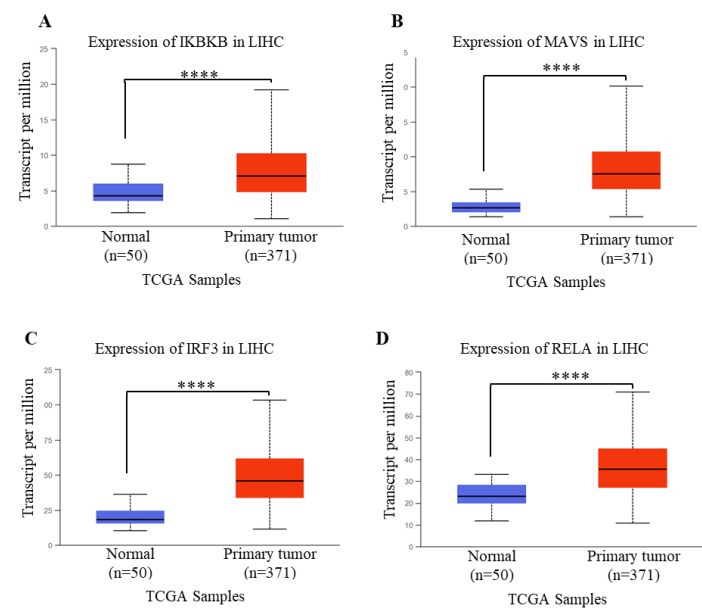 A
Expression of IKBKB in LIHC
Transcript per million
25
20
15
10
5
0
****
Normal
(n=50)
Primary tumor
(n=371)
TCGA Samples
B
Expression of MAVS in LIHC
Transcript per million
5
0
5
0
5
0
****
Normal
(n=50)
Primary tumor
(n=371)
TCGA Samples
C
Expression of IRF3 in LIHC
Transcript per million
25
00
75
50
25
0
****
Normal
(n=50)
Primary tumor
(n=371)
TCGA Samples
D
Expression of RELA in LIHC
Transcript per million
80
70
60
50
40
30
20
10
0
****
Normal
(n=50)
Primary tumor
(n=371)
TCGA Samples